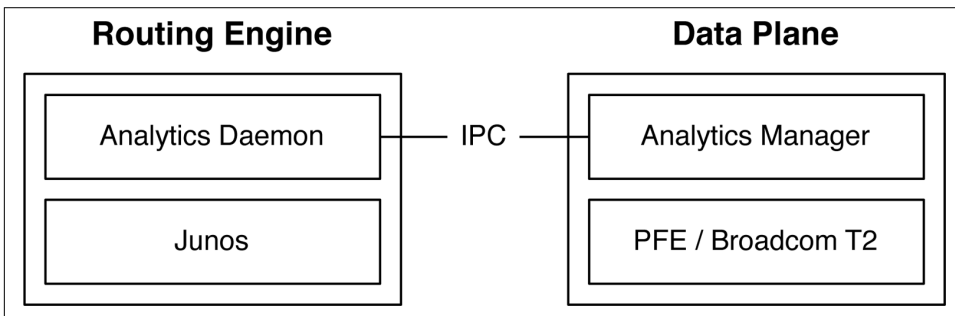 Routing Engine
Data Plane
Analytics Daemon
IPC
Analytics Manager
Junos
PFE / Broadcom T2